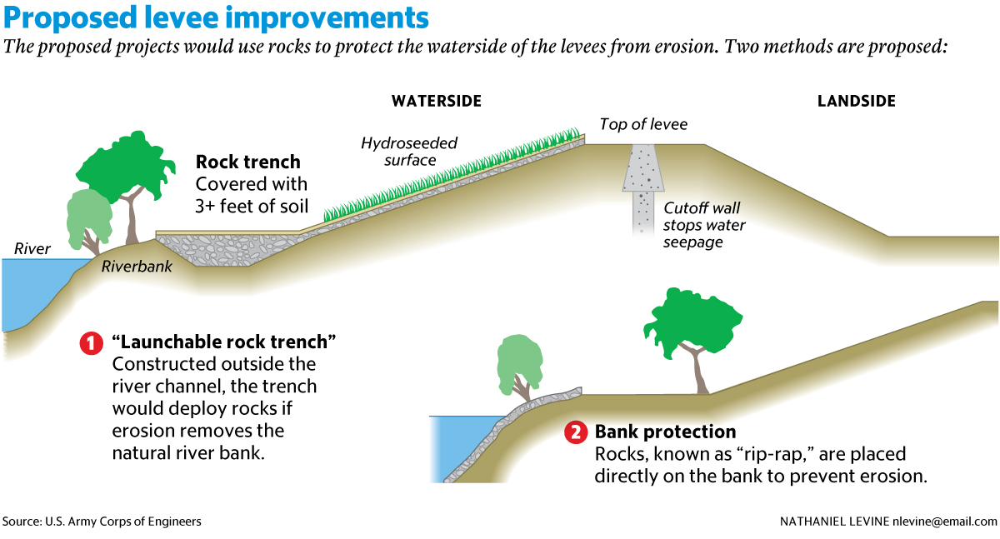 Proposed levee improvements
The proposed projects would use rocks to protect the waterside of the levees from erosion. Two methods are proposed:
WATERSIDE
LANDSIDE
Top of levee
Hydroseeded
surface
Rock trench
Covered with
3+ feet of soil
Cutoff wall
stops water
seepage
River
Riverbank
1 “Launchable rock trench”
Constructed outside the
river channel, the trench
would deploy rocks if
erosion removes the
natural river bank.
2 Bank protection
Rocks, known as “rip-rap,” are placed
directly on the bank to prevent erosion.
Source: U.S. Army Corps of Engineers
NATHANIEL LEVINE nlevine@email.com